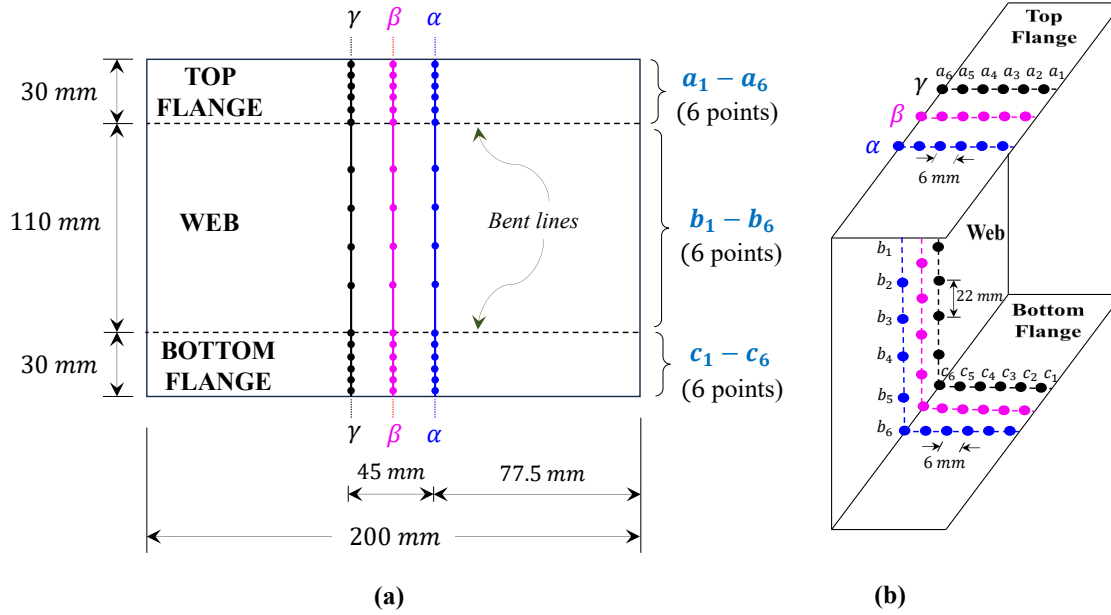 γ β α
TOP
FLANGE
WEB
BOTTOM
FLANGE
30 mm
110 mm
30 mm
Bent lines
a₁ − a₆
(6 points)
b₁ − b₆
(6 points)
c₁ − c₆
(6 points)
γ β α
45 mm
77.5 mm
200 mm
(a)
Top
Flange
a₆ a₅ a₄ a₃ a₂ a₁
γ
β
α
6 mm
Web
b₁
b₂
b₃
b₄
b₅
b₆
22 mm
Bottom
Flange
c₆ c₅ c₄ c₃ c₂ c₁
6 mm
(b)